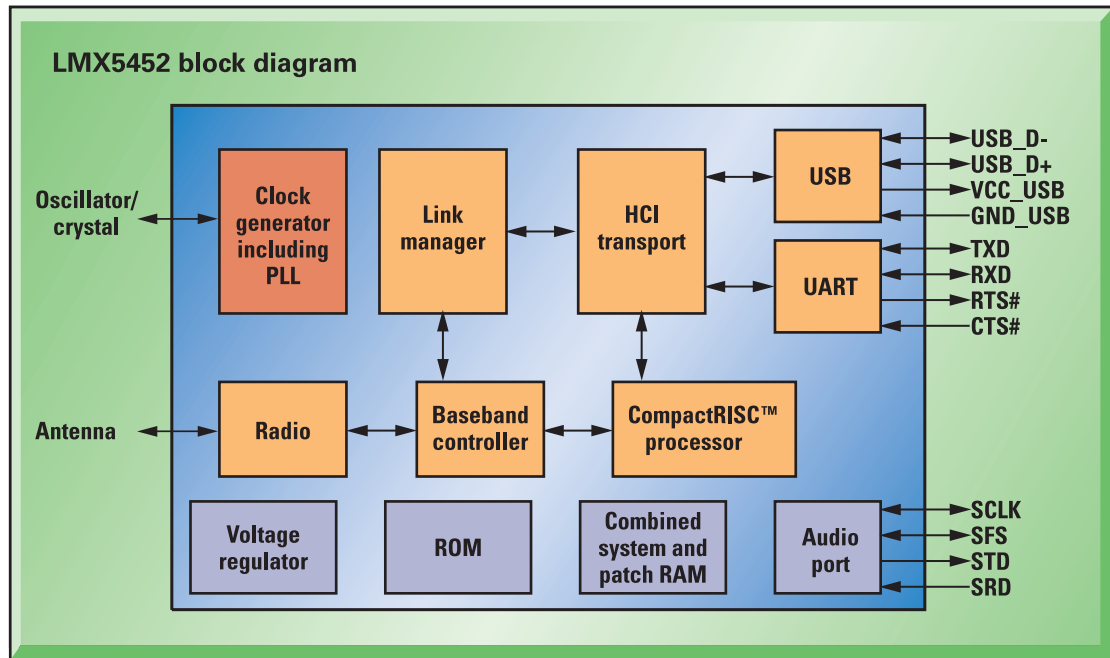 LMX5452 block diagram
Oscillator/
crystal
Clock
generator
including
PLL
Link
manager
HCI
transport
USB
USB_D-
USB_D+
VCC_USB
GND_USB
UART
TXD
RXD
RTS#
CTS#
Antenna
Radio
Baseband
controller
CompactRISC™
processor
Voltage
regulator
ROM
Combined
system and
patch RAM
Audio
port
SCLK
SFS
STD
SRD